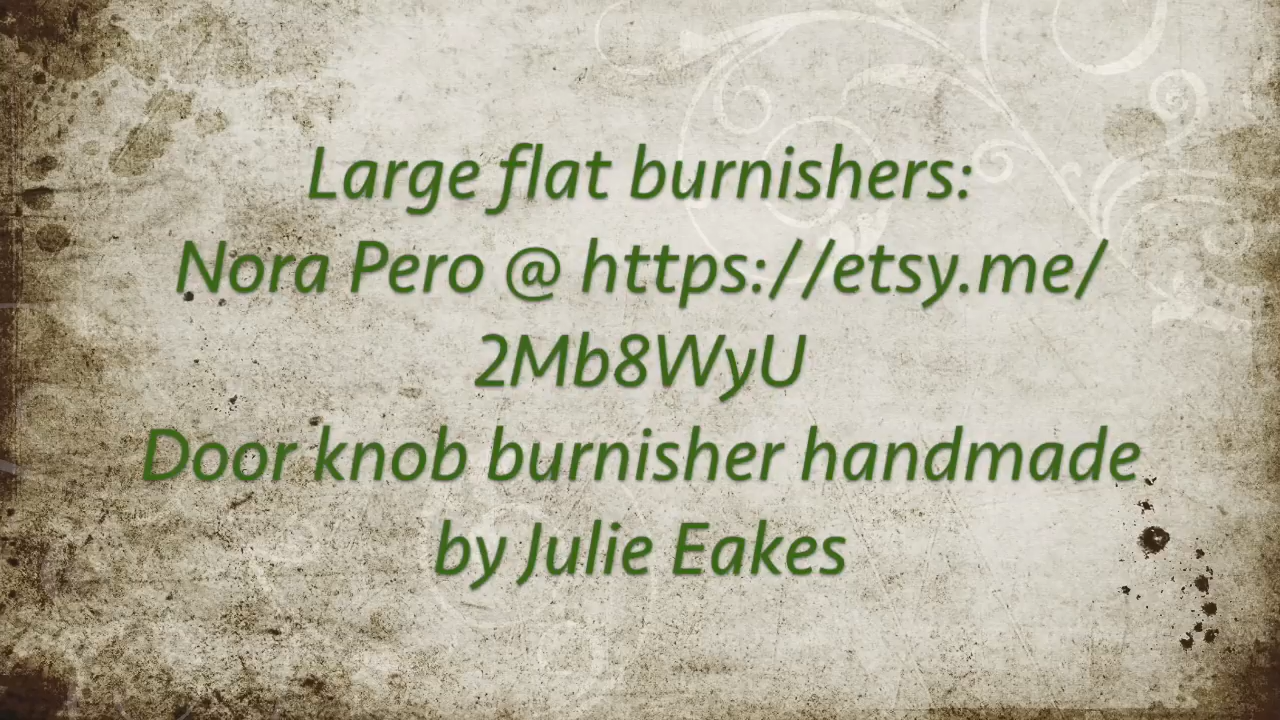 Large flat burnishers:
Nora Pero @ https://etsy.me/
2Mb8WyU
Door knob burnisher handmade
by Julie Eakes